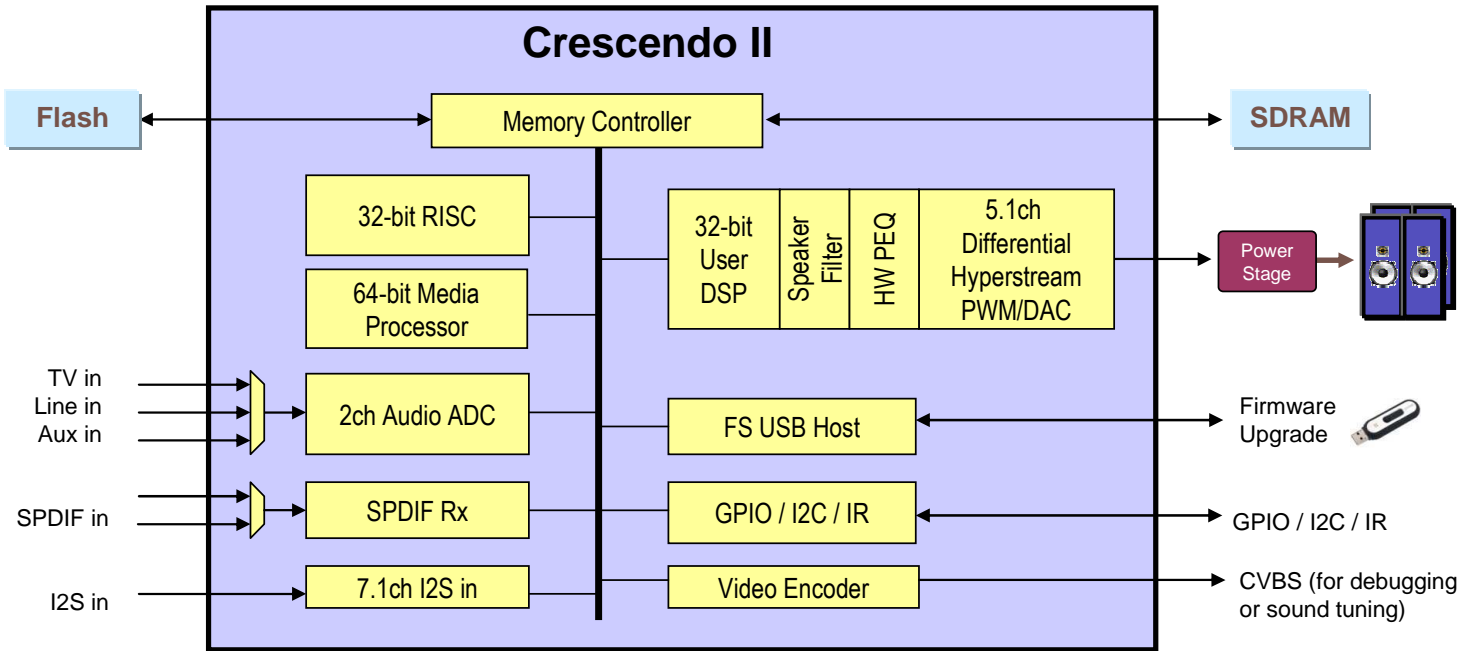 Crescendo II
Flash
Memory Controller
SDRAM
32-bit RISC
64-bit Media
Processor
32-bit
User
DSP
Speaker
Filter
HW PEQ
5.1ch
Differential
Hyperstream
PWM/DAC
Power
Stage
TV in
Line in
Aux in
2ch Audio ADC
FS USB Host
Firmware
Upgrade
SPDIF in
SPDIF Rx
GPIO / I2C / IR
GPIO / I2C / IR
I2S in
7.1ch I2S in
Video Encoder
CVBS (for debugging
or sound tuning)